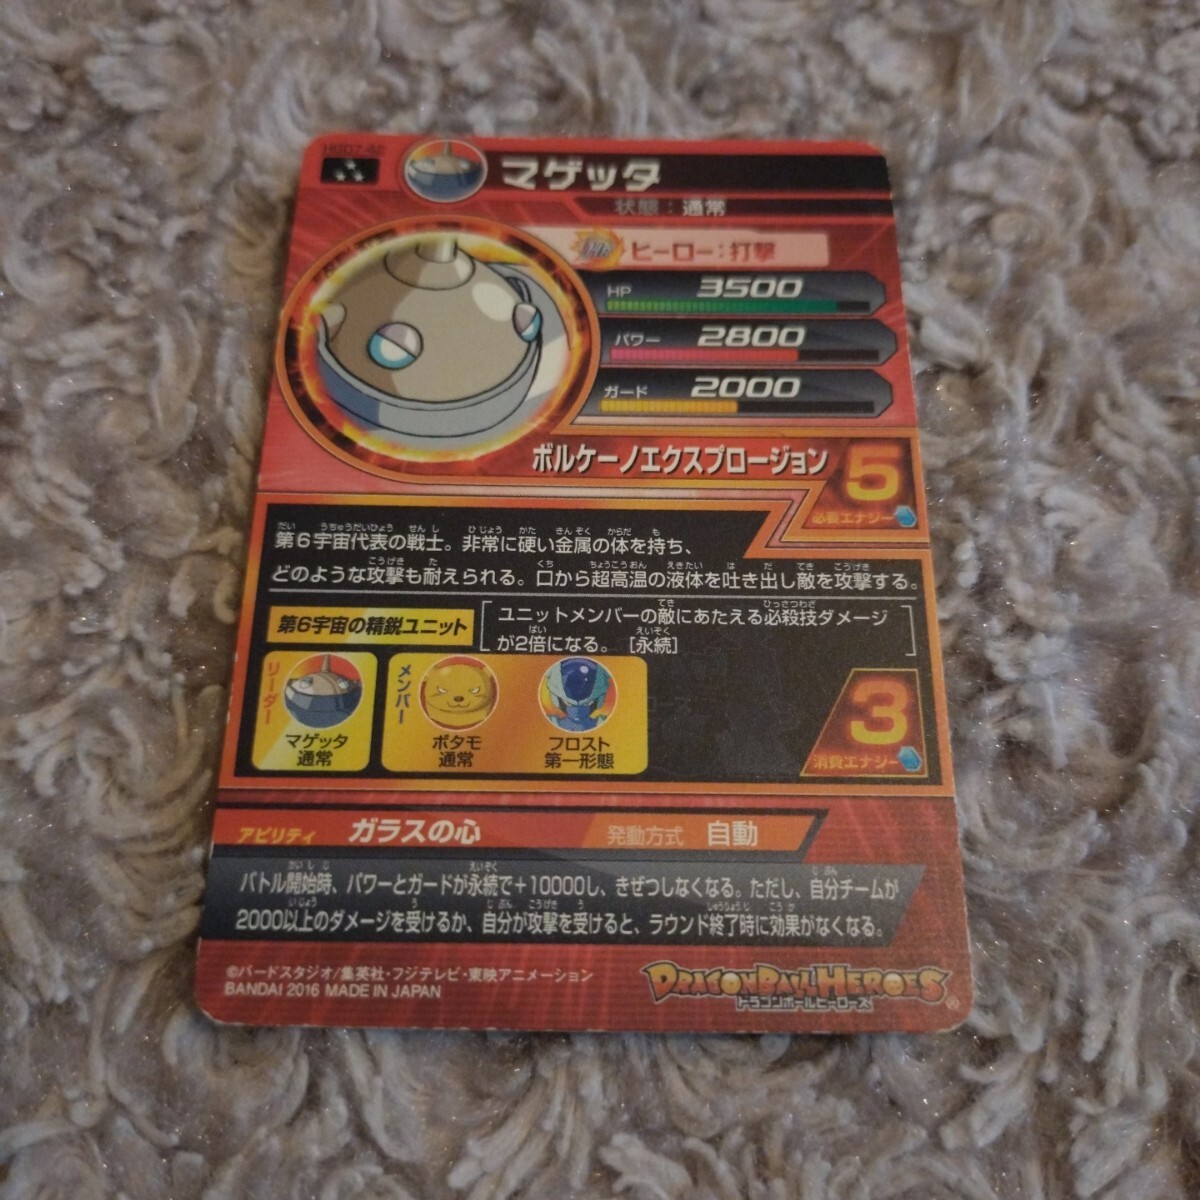 HGD7-42
マゲッタ
状態：通常
ヒーロー：打撃
HP 3500
パワー 2800
ガード 2000
ボルケーノエクスプロージョン
5
必要エナジー
第6宇宙代表の戦士。非常に硬い金属の体を持ち、
どのような攻撃も耐えられる。口から超高温の液体を吐き出し敵を攻撃する。
第6宇宙の精鋭ユニット
ユニットメンバーの敵にあたえる必殺技ダメージ
が2倍になる。 [永続]
リーダー
マゲッタ
通常
メンバー
ボタモ
通常
フロスト
第一形態
3
消費エナジー
アビリティ ガラスの心 発動方式 自動
バトル開始時、パワーとガードが永続で+10000し、きぜつしなくなる。ただし、自分チームが
2000以上のダメージを受けるか、自分が攻撃を受けると、ラウンド終了時に効果がなくなる。
©バードスタジオ/集英社・フジテレビ・東映アニメーション
BANDAI 2016 MADE IN JAPAN
DRAGONBALL HEROES
ドラゴンボールヒーローズ